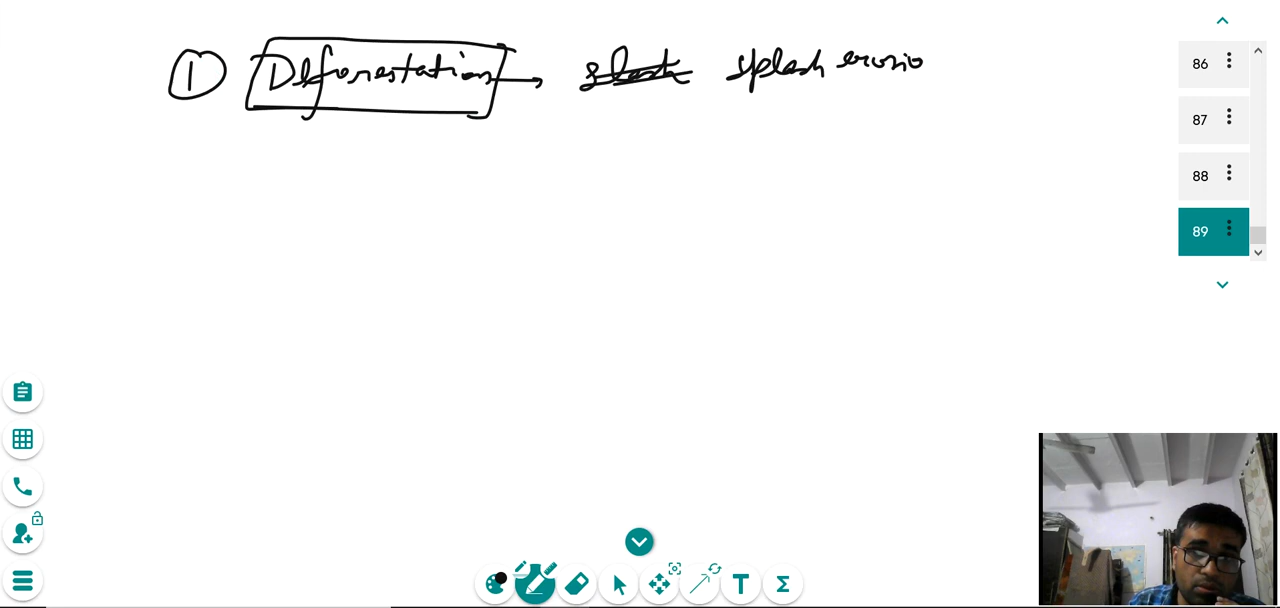 ① Deforestation → splash erosio
86
87
88
89
T
Σ